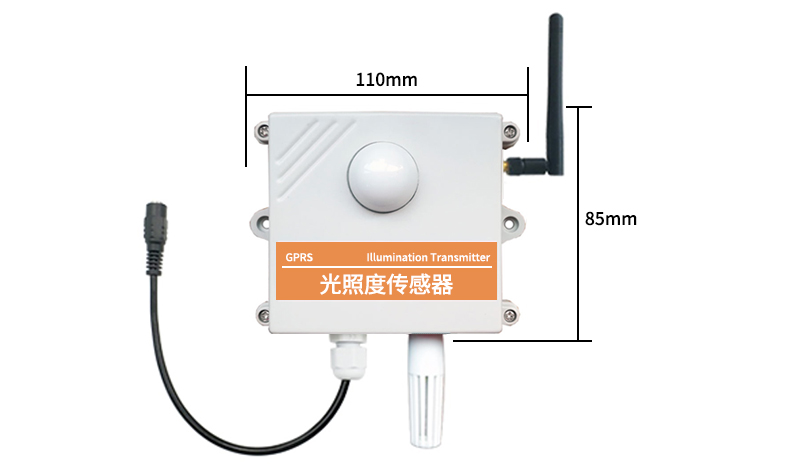 110mm
85mm
GPRS Illumination Transmitter
光照度传感器